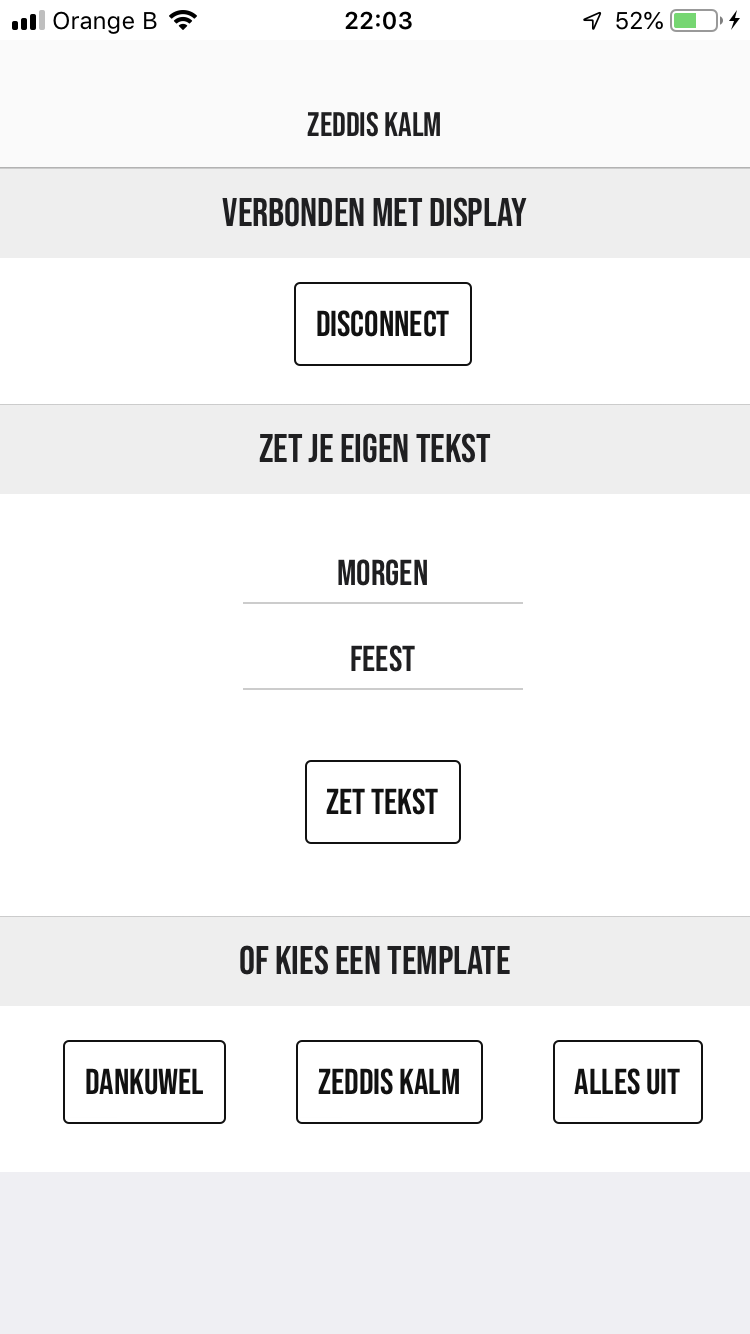 Orange B 22:03 52%
ZEDDIS KALM
VERBONDEN MET DISPLAY
DISCONNECT
ZET JE EIGEN TEKST
MORGEN
FEEST
ZET TEKST
OF KIES EEN TEMPLATE
DANKUWEL ZEDDIS KALM ALLES UIT